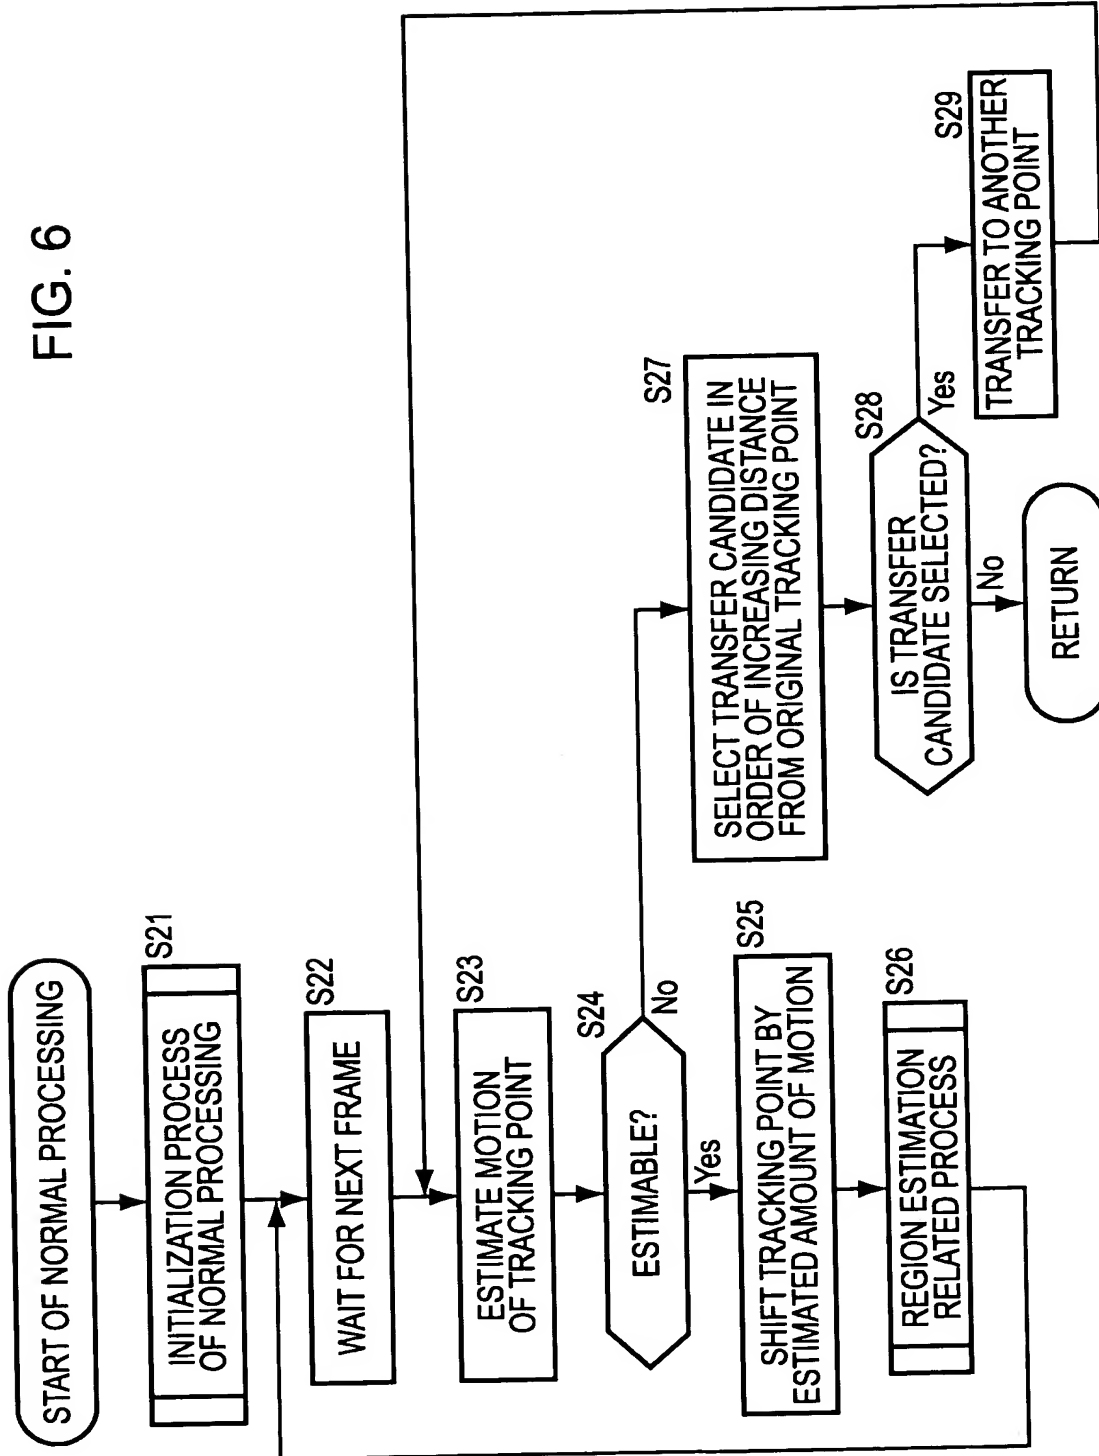 FIG. 6
START OF NORMAL PROCESSING
S21
INITIALIZATION PROCESS
OF NORMAL PROCESSING
S22
WAIT FOR NEXT FRAME
S23
ESTIMATE MOTION
OF TRACKING POINT
S24
ESTIMABLE?
No
Yes
S25
SHIFT TRACKING POINT BY
ESTIMATED AMOUNT OF MOTION
S26
REGION ESTIMATION
RELATED PROCESS
S27
SELECT TRANSFER CANDIDATE IN
ORDER OF INCREASING DISTANCE
FROM ORIGINAL TRACKING POINT
S28
IS TRANSFER
CANDIDATE SELECTED?
Yes
No
S29
TRANSFER TO ANOTHER
TRACKING POINT
RETURN